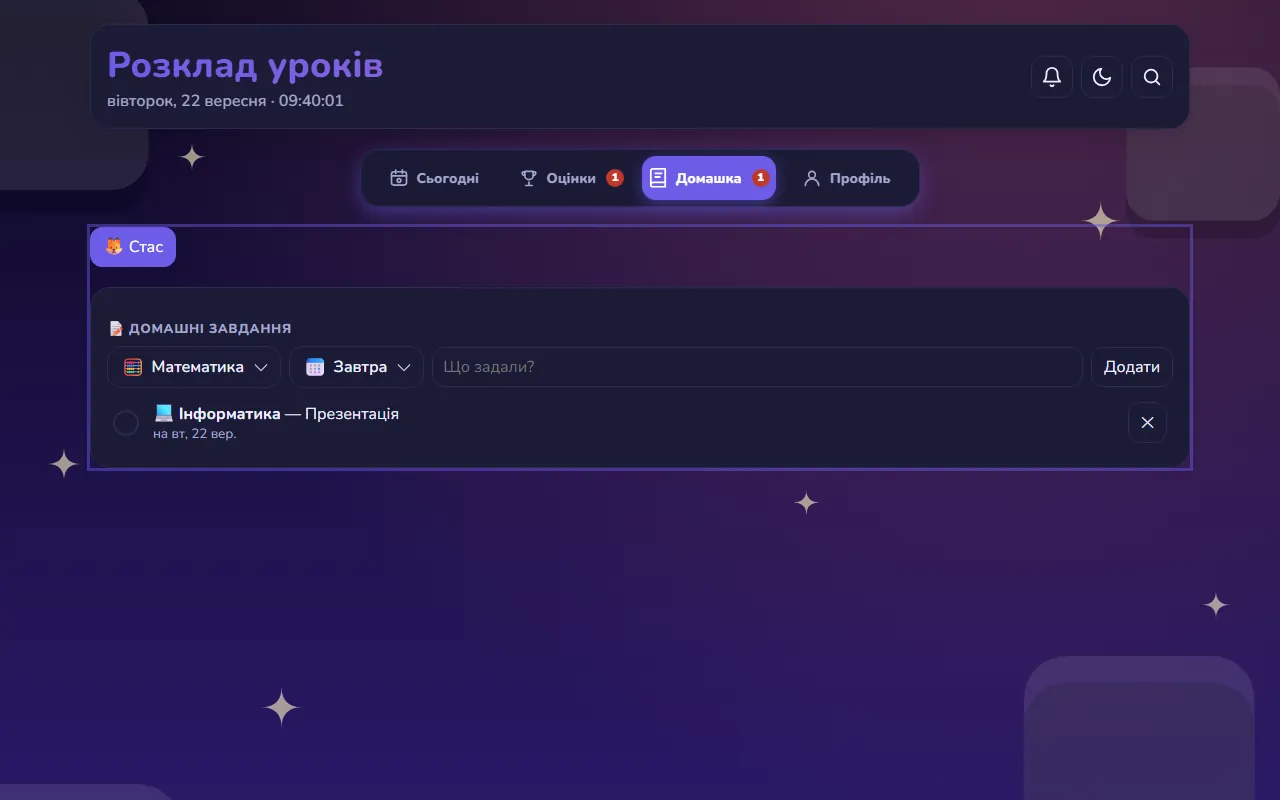 Розклад уроків
вівторок, 22 вересня · 09:40:01
Сьогодні
Оцінки 1
Домашка 1
Профіль
Стас
ДОМАШНІ ЗАВДАННЯ
Математика
Завтра
Що задали?
Додати
Інформатика — Презентація
на вт, 22 вер.